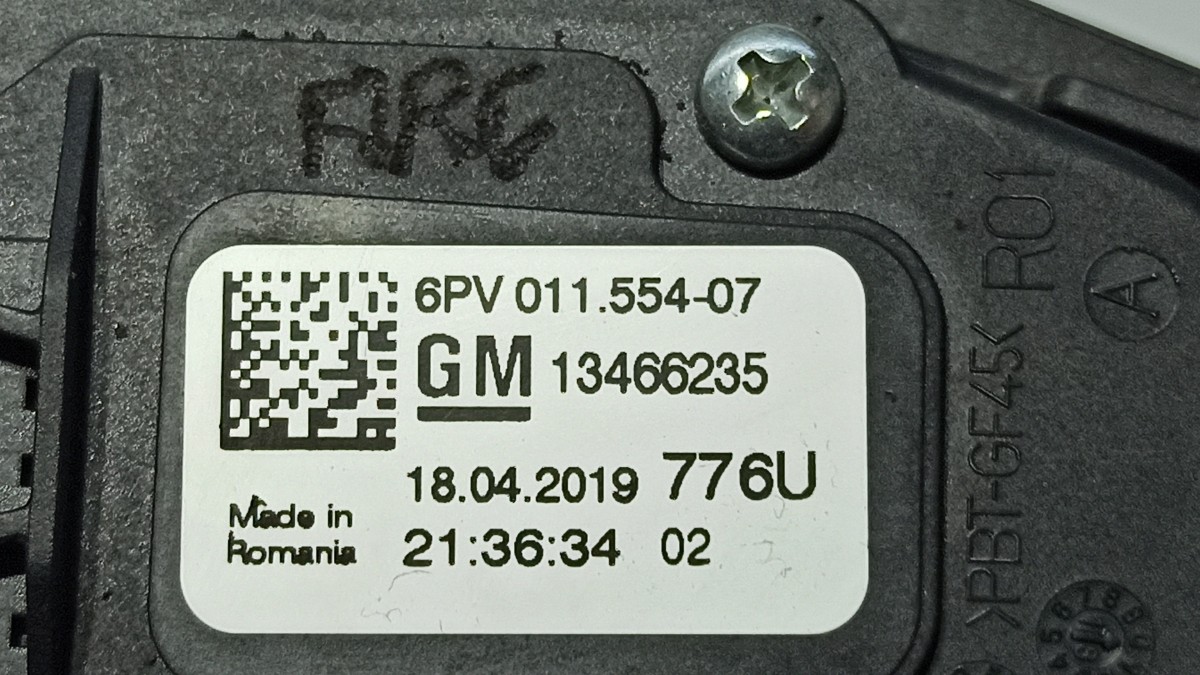 ARC
6PV 011.554-07
GM 13466235
18.04.2019 776U
Made in
Romania
21:36:34 02
>PBT-GF45< R01
A